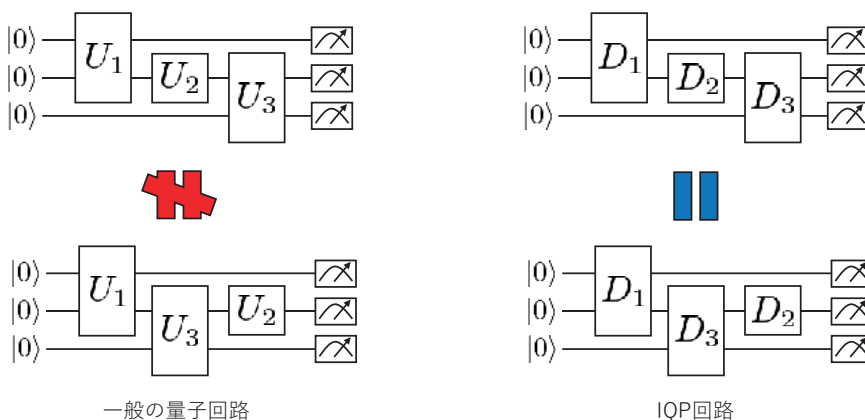 |0⟩ U₁ |0⟩ D₁
|0⟩ U₂ |0⟩ D₂
|0⟩ U₃ |0⟩ D₃
|0⟩ U₁ |0⟩ D₁
|0⟩ U₂ |0⟩ D₂
|0⟩ U₃ |0⟩ D₃
一般の量子回路 IQP回路